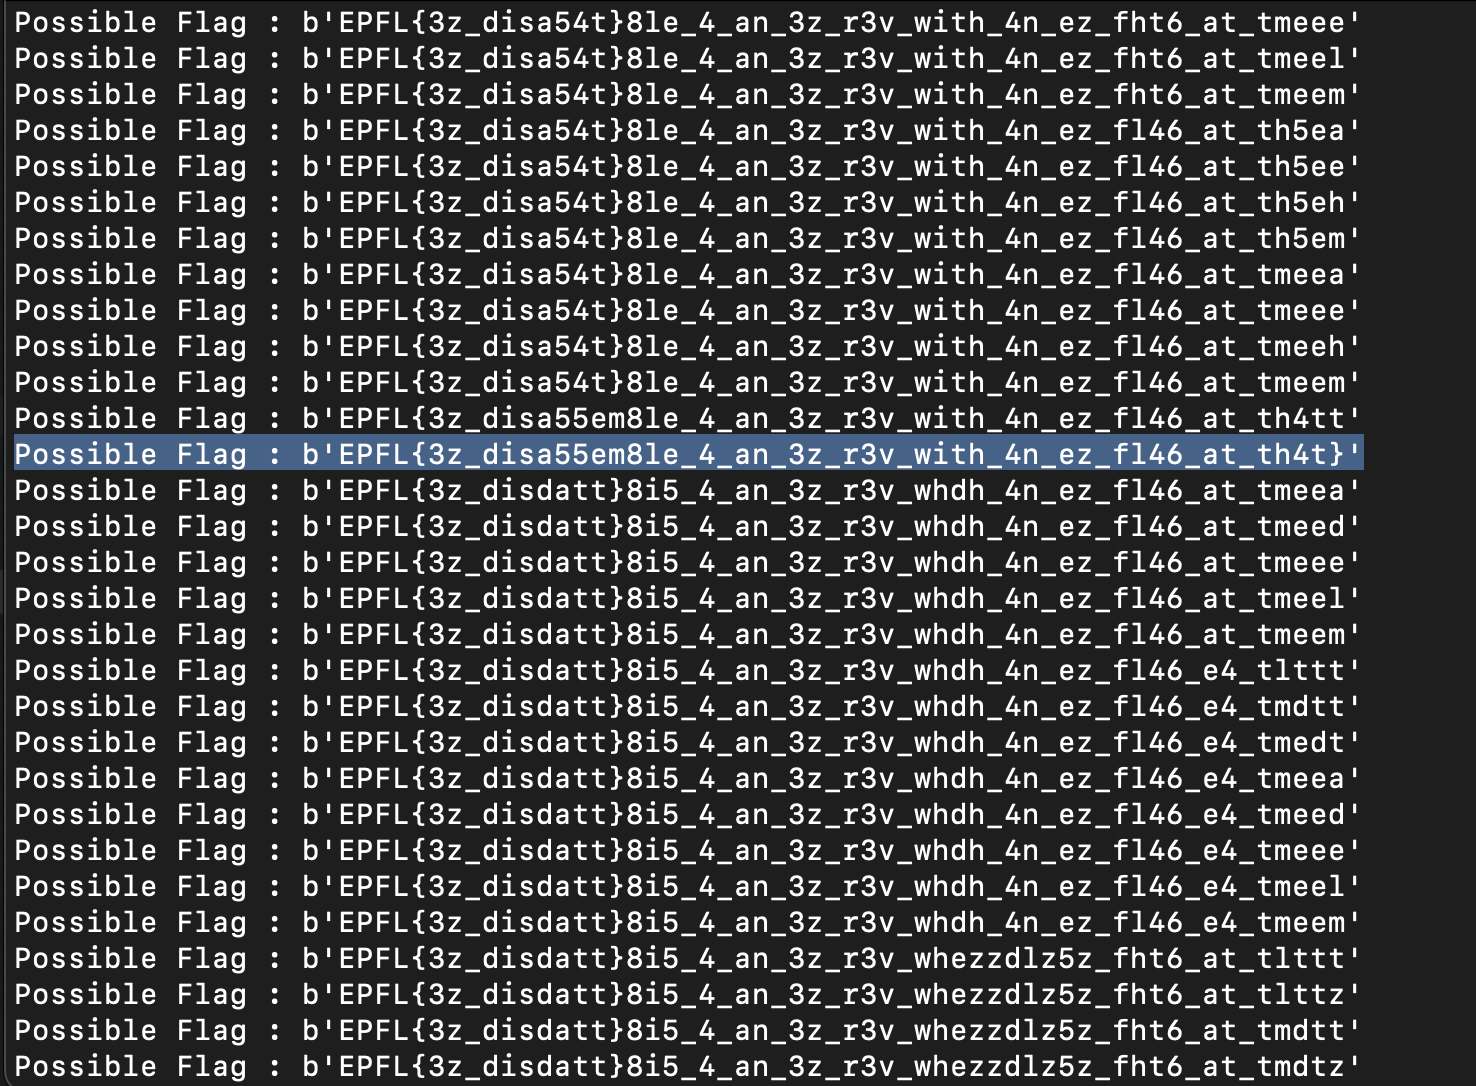 Possible Flag : b'EPFL{3z_disa54t}8le_4_an_3z_r3v_with_4n_ez_fht6_at_tmeee'
Possible Flag : b'EPFL{3z_disa54t}8le_4_an_3z_r3v_with_4n_ez_fht6_at_tmeel'
Possible Flag : b'EPFL{3z_disa54t}8le_4_an_3z_r3v_with_4n_ez_fht6_at_tmeem'
Possible Flag : b'EPFL{3z_disa54t}8le_4_an_3z_r3v_with_4n_ez_fl46_at_th5ea'
Possible Flag : b'EPFL{3z_disa54t}8le_4_an_3z_r3v_with_4n_ez_fl46_at_th5ee'
Possible Flag : b'EPFL{3z_disa54t}8le_4_an_3z_r3v_with_4n_ez_fl46_at_th5eh'
Possible Flag : b'EPFL{3z_disa54t}8le_4_an_3z_r3v_with_4n_ez_fl46_at_th5em'
Possible Flag : b'EPFL{3z_disa54t}8le_4_an_3z_r3v_with_4n_ez_fl46_at_tmeea'
Possible Flag : b'EPFL{3z_disa54t}8le_4_an_3z_r3v_with_4n_ez_fl46_at_tmeee'
Possible Flag : b'EPFL{3z_disa54t}8le_4_an_3z_r3v_with_4n_ez_fl46_at_tmeeh'
Possible Flag : b'EPFL{3z_disa54t}8le_4_an_3z_r3v_with_4n_ez_fl46_at_tmeem'
Possible Flag : b'EPFL{3z_disa55em8le_4_an_3z_r3v_with_4n_ez_fl46_at_th4tt'
Possible Flag : b'EPFL{3z_disa55em8le_4_an_3z_r3v_with_4n_ez_fl46_at_th4t}'
Possible Flag : b'EPFL{3z_disdatt}8i5_4_an_3z_r3v_whdh_4n_ez_fl46_at_tmeea'
Possible Flag : b'EPFL{3z_disdatt}8i5_4_an_3z_r3v_whdh_4n_ez_fl46_at_tmeed'
Possible Flag : b'EPFL{3z_disdatt}8i5_4_an_3z_r3v_whdh_4n_ez_fl46_at_tmeee'
Possible Flag : b'EPFL{3z_disdatt}8i5_4_an_3z_r3v_whdh_4n_ez_fl46_at_tmeel'
Possible Flag : b'EPFL{3z_disdatt}8i5_4_an_3z_r3v_whdh_4n_ez_fl46_at_tmeem'
Possible Flag : b'EPFL{3z_disdatt}8i5_4_an_3z_r3v_whdh_4n_ez_fl46_e4_tlttt'
Possible Flag : b'EPFL{3z_disdatt}8i5_4_an_3z_r3v_whdh_4n_ez_fl46_e4_tmdtt'
Possible Flag : b'EPFL{3z_disdatt}8i5_4_an_3z_r3v_whdh_4n_ez_fl46_e4_tmedt'
Possible Flag : b'EPFL{3z_disdatt}8i5_4_an_3z_r3v_whdh_4n_ez_fl46_e4_tmeea'
Possible Flag : b'EPFL{3z_disdatt}8i5_4_an_3z_r3v_whdh_4n_ez_fl46_e4_tmeed'
Possible Flag : b'EPFL{3z_disdatt}8i5_4_an_3z_r3v_whdh_4n_ez_fl46_e4_tmeee'
Possible Flag : b'EPFL{3z_disdatt}8i5_4_an_3z_r3v_whdh_4n_ez_fl46_e4_tmeel'
Possible Flag : b'EPFL{3z_disdatt}8i5_4_an_3z_r3v_whdh_4n_ez_fl46_e4_tmeem'
Possible Flag : b'EPFL{3z_disdatt}8i5_4_an_3z_r3v_whezzdlz5z_fht6_at_tlttt'
Possible Flag : b'EPFL{3z_disdatt}8i5_4_an_3z_r3v_whezzdlz5z_fht6_at_tlttz'
Possible Flag : b'EPFL{3z_disdatt}8i5_4_an_3z_r3v_whezzdlz5z_fht6_at_tmdtt'
Possible Flag : b'EPFL{3z_disdatt}8i5_4_an_3z_r3v_whezzdlz5z_fht6_at_tmdtz'